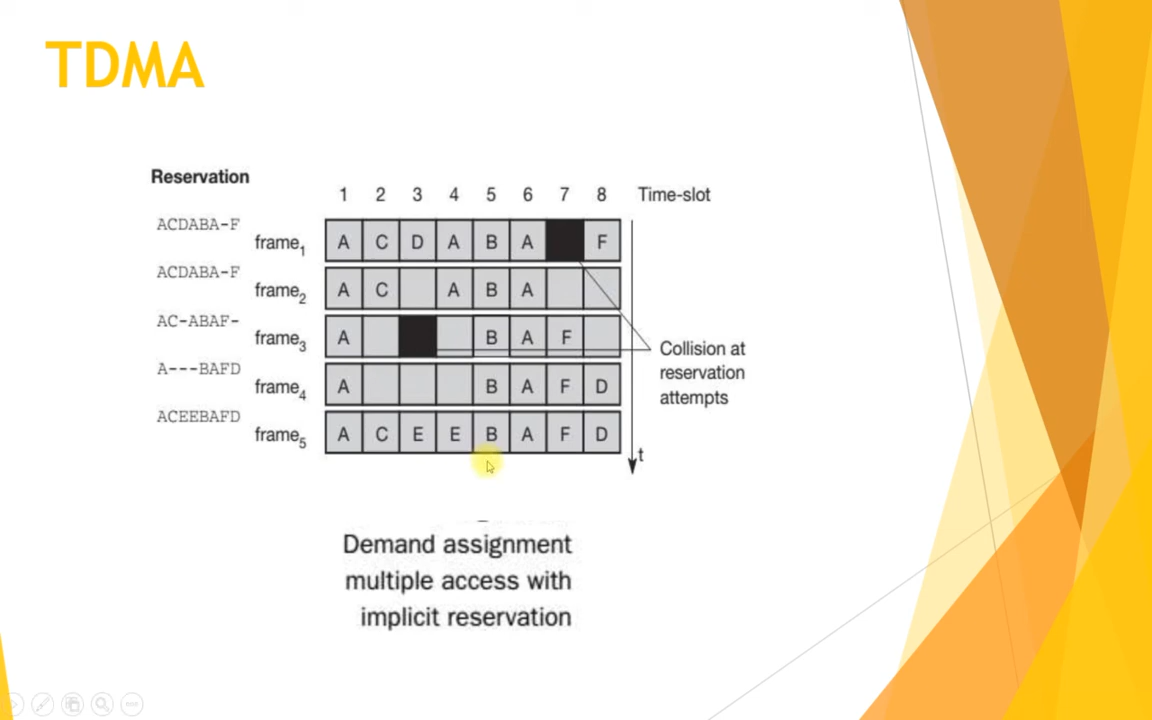 TDMA
Reservation
1 2 3 4 5 6 7 8 Time-slot
ACDABA-F
frame1 A C D A B A F
ACDABA-F
frame2 A C A B A
AC-ABAF-
frame3 A B A F
Collision at
reservation
attempts
A---BAFD
frame4 A B A F D
ACEEBAFD
frame5 A C E E B A F D
t
Demand assignment
multiple access with
implicit reservation